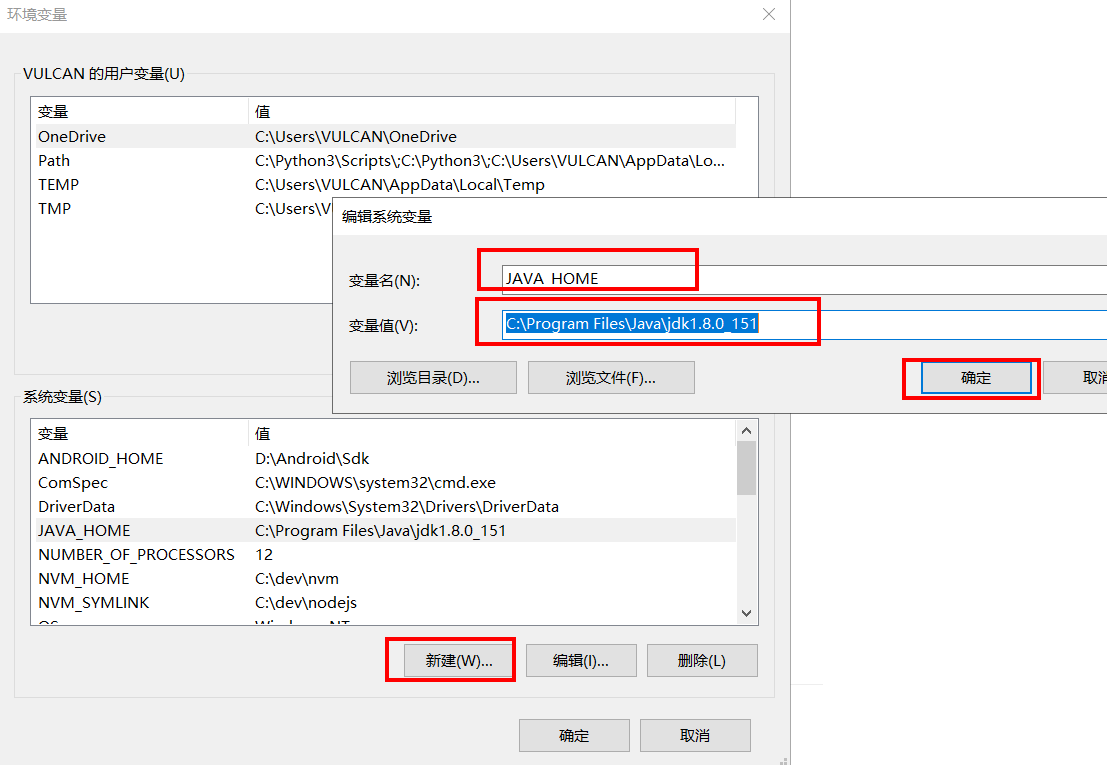 环境变量
VULCAN 的用户变量(U)
变量 值
OneDrive C:\Users\VULCAN\OneDrive
Path C:\Python3\Scripts\;C:\Python3\;C:\Users\VULCAN\AppData\Lo...
TEMP C:\Users\VULCAN\AppData\Local\Temp
TMP C:\Users\V
编辑系统变量
变量名(N): JAVA_HOME
变量值(V): C:\Program Files\Java\jdk1.8.0_151
浏览目录(D)... 浏览文件(F)... 确定
系统变量(S)
变量 值
ANDROID_HOME D:\Android\Sdk
ComSpec C:\WINDOWS\system32\cmd.exe
DriverData C:\Windows\System32\Drivers\DriverData
JAVA_HOME C:\Program Files\Java\jdk1.8.0_151
NUMBER_OF_PROCESSORS 12
NVM_HOME C:\dev\nvm
NVM_SYMLINK C:\dev\nodejs
新建(W)... 编辑(I)... 删除(L)
确定 取消